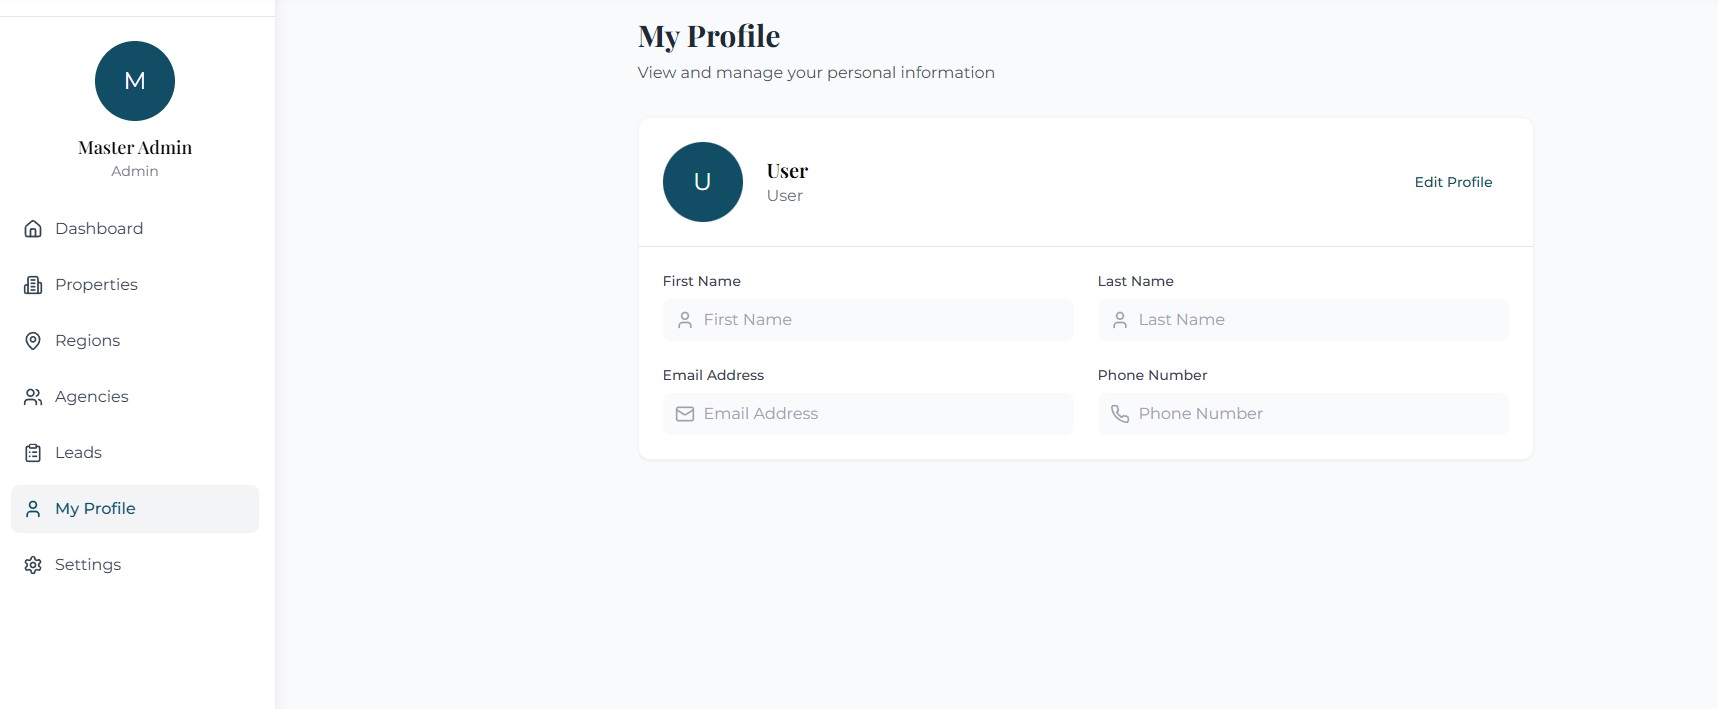 M
Master Admin
Admin
Dashboard
Properties
Regions
Agencies
Leads
My Profile
Settings
My Profile
View and manage your personal information
U
User
User
Edit Profile
First Name
First Name
Last Name
Last Name
Email Address
Email Address
Phone Number
Phone Number